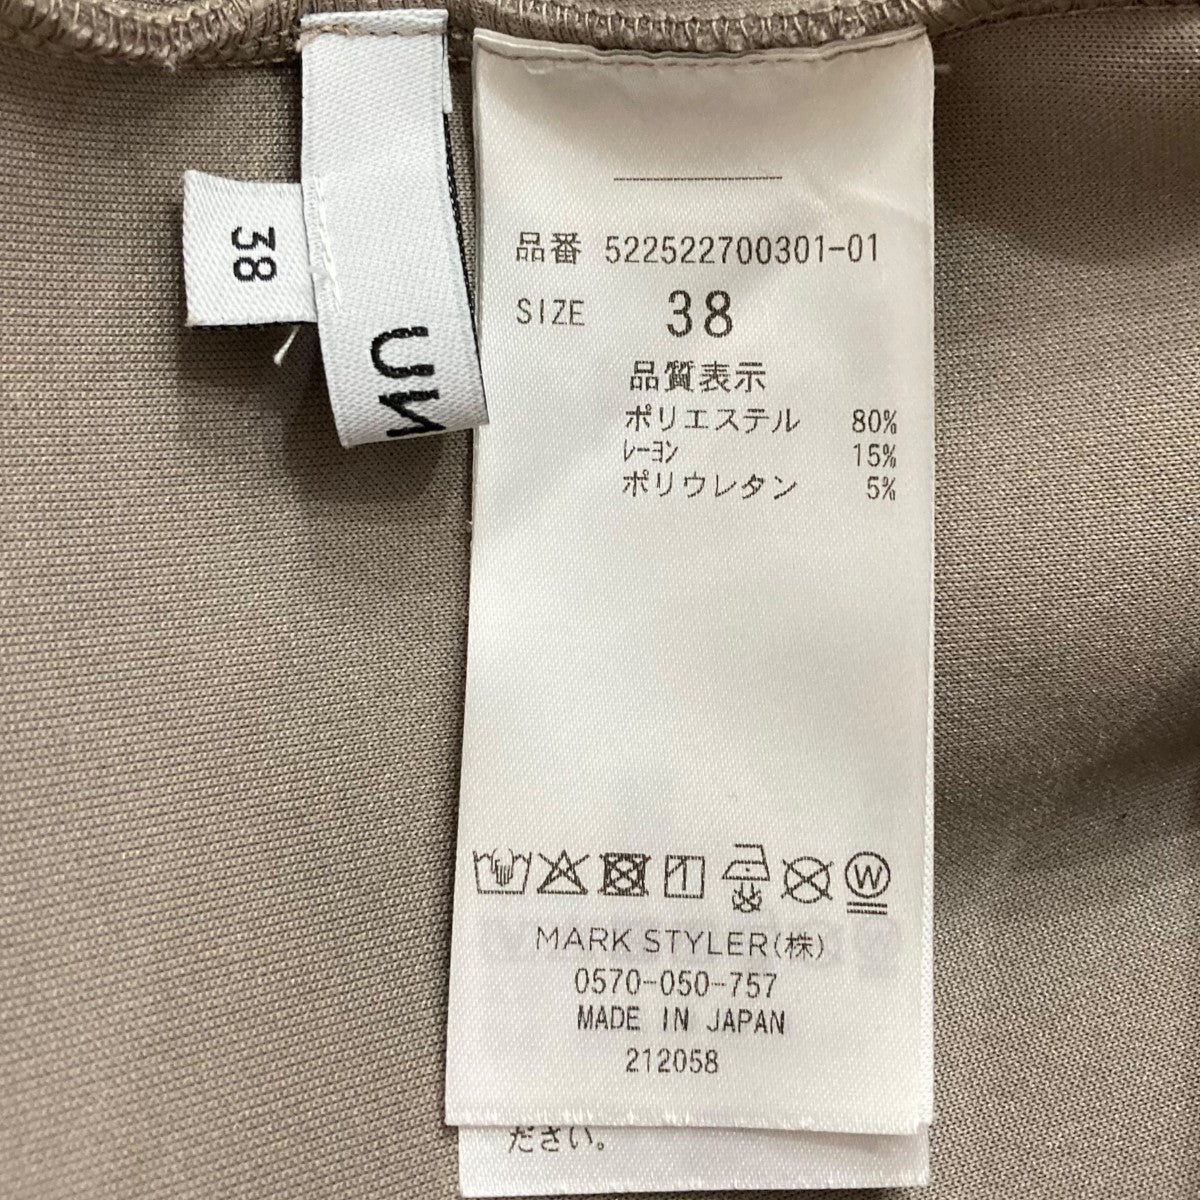 38
品番 522522700301-01
SIZE 38
品質表示
ポリエステル 80%
レーヨン 15%
ポリウレタン 5%
W
MARK STYLER(株)
0570-050-757
MADE IN JAPAN
212058
ださい。